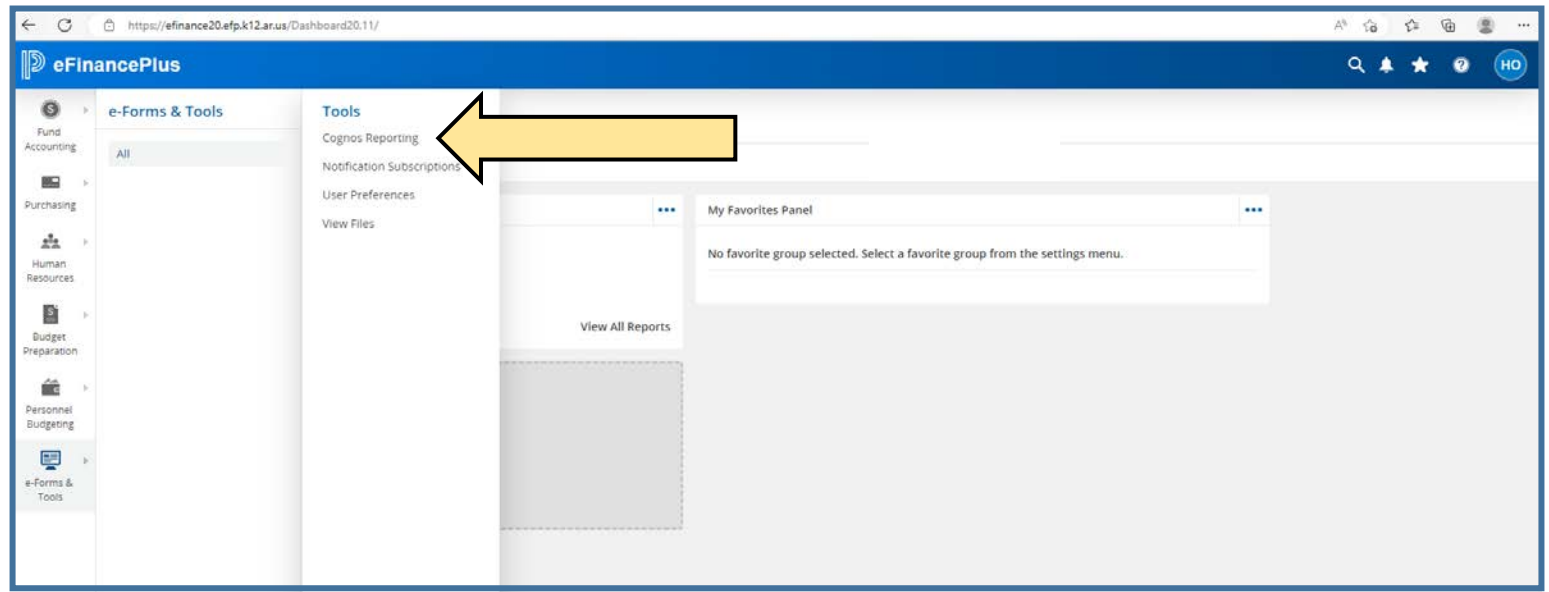 https://efinance20.efp.k12.ar.us/Dashboard20.11/
eFinancePlus
HO
Fund
Accounting
Purchasing
Human
Resources
Budget
Preparation
Personnel
Budgeting
e-Forms &
Tools
e-Forms & Tools
All
Tools
Cognos Reporting
Notification Subscriptions
User Preferences
View Files
View All Reports
My Favorites Panel
No favorite group selected. Select a favorite group from the settings menu.